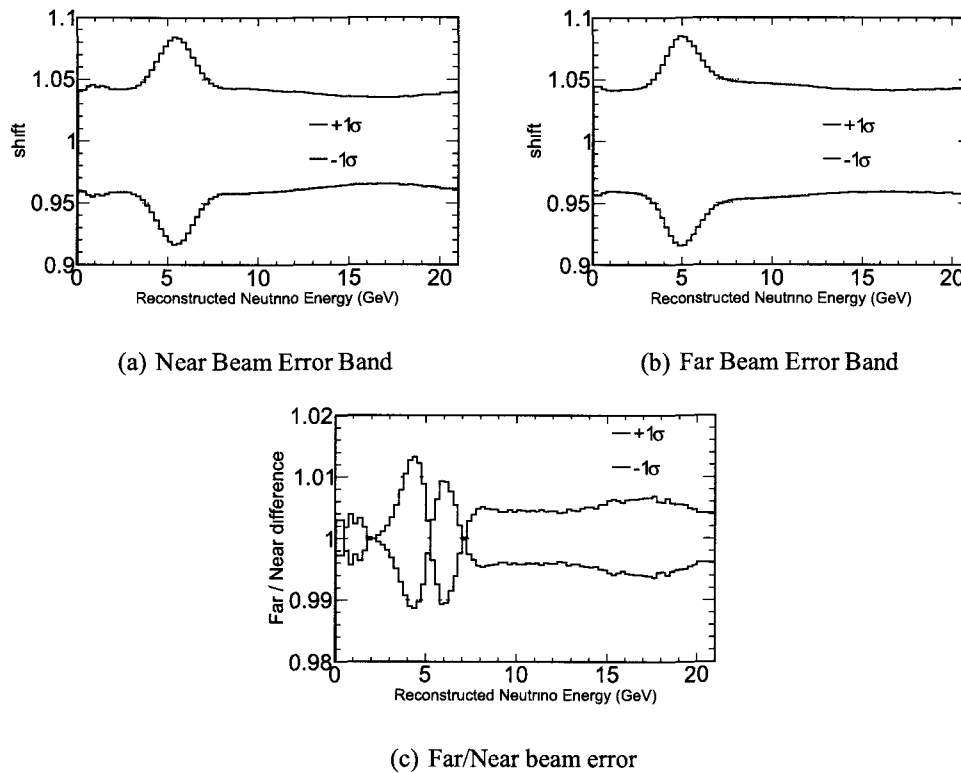 1.1
1.05
1
0.95
0.9
shift
+1σ
-1σ
0 5 10 15 20
Reconstructed Neutrino Energy (GeV)
(a) Near Beam Error Band
1.1
1.05
1
0.95
0.9
shift
+1σ
-1σ
0 5 10 15 20
Reconstructed Neutrino Energy (GeV)
(b) Far Beam Error Band
1.02
1.01
1
0.99
0.98
Far / Near difference
+1σ
-1σ
0 5 10 15 20
Reconstructed Neutrino Energy (GeV)
(c) Far/Near beam error